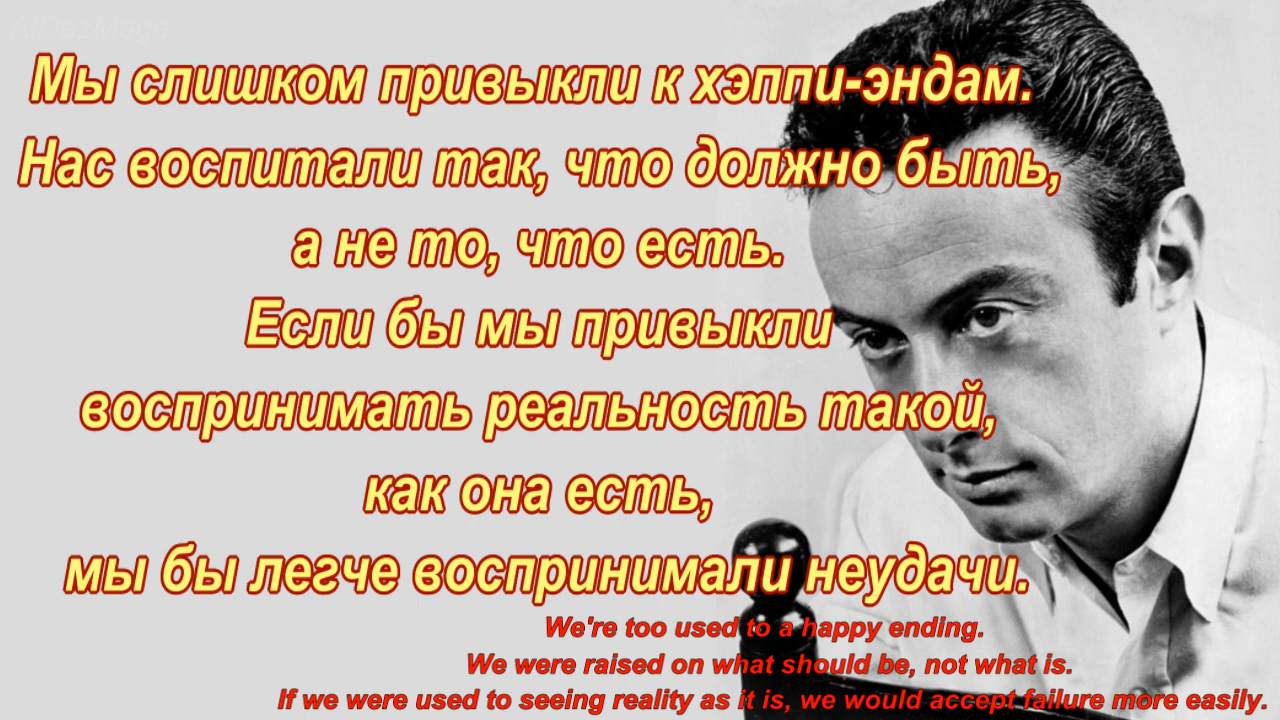 AlDazMage
Мы слишком привыкли к хэппи-эндам.
Нас воспитали так, что должно быть,
а не то, что есть.
Если бы мы привыкли
воспринимать реальность такой,
как она есть,
мы бы легче воспринимали неудачи.
We're too used to a happy ending.
We were raised on what should be, not what is.
If we were used to seeing reality as it is, we would accept failure more easily.